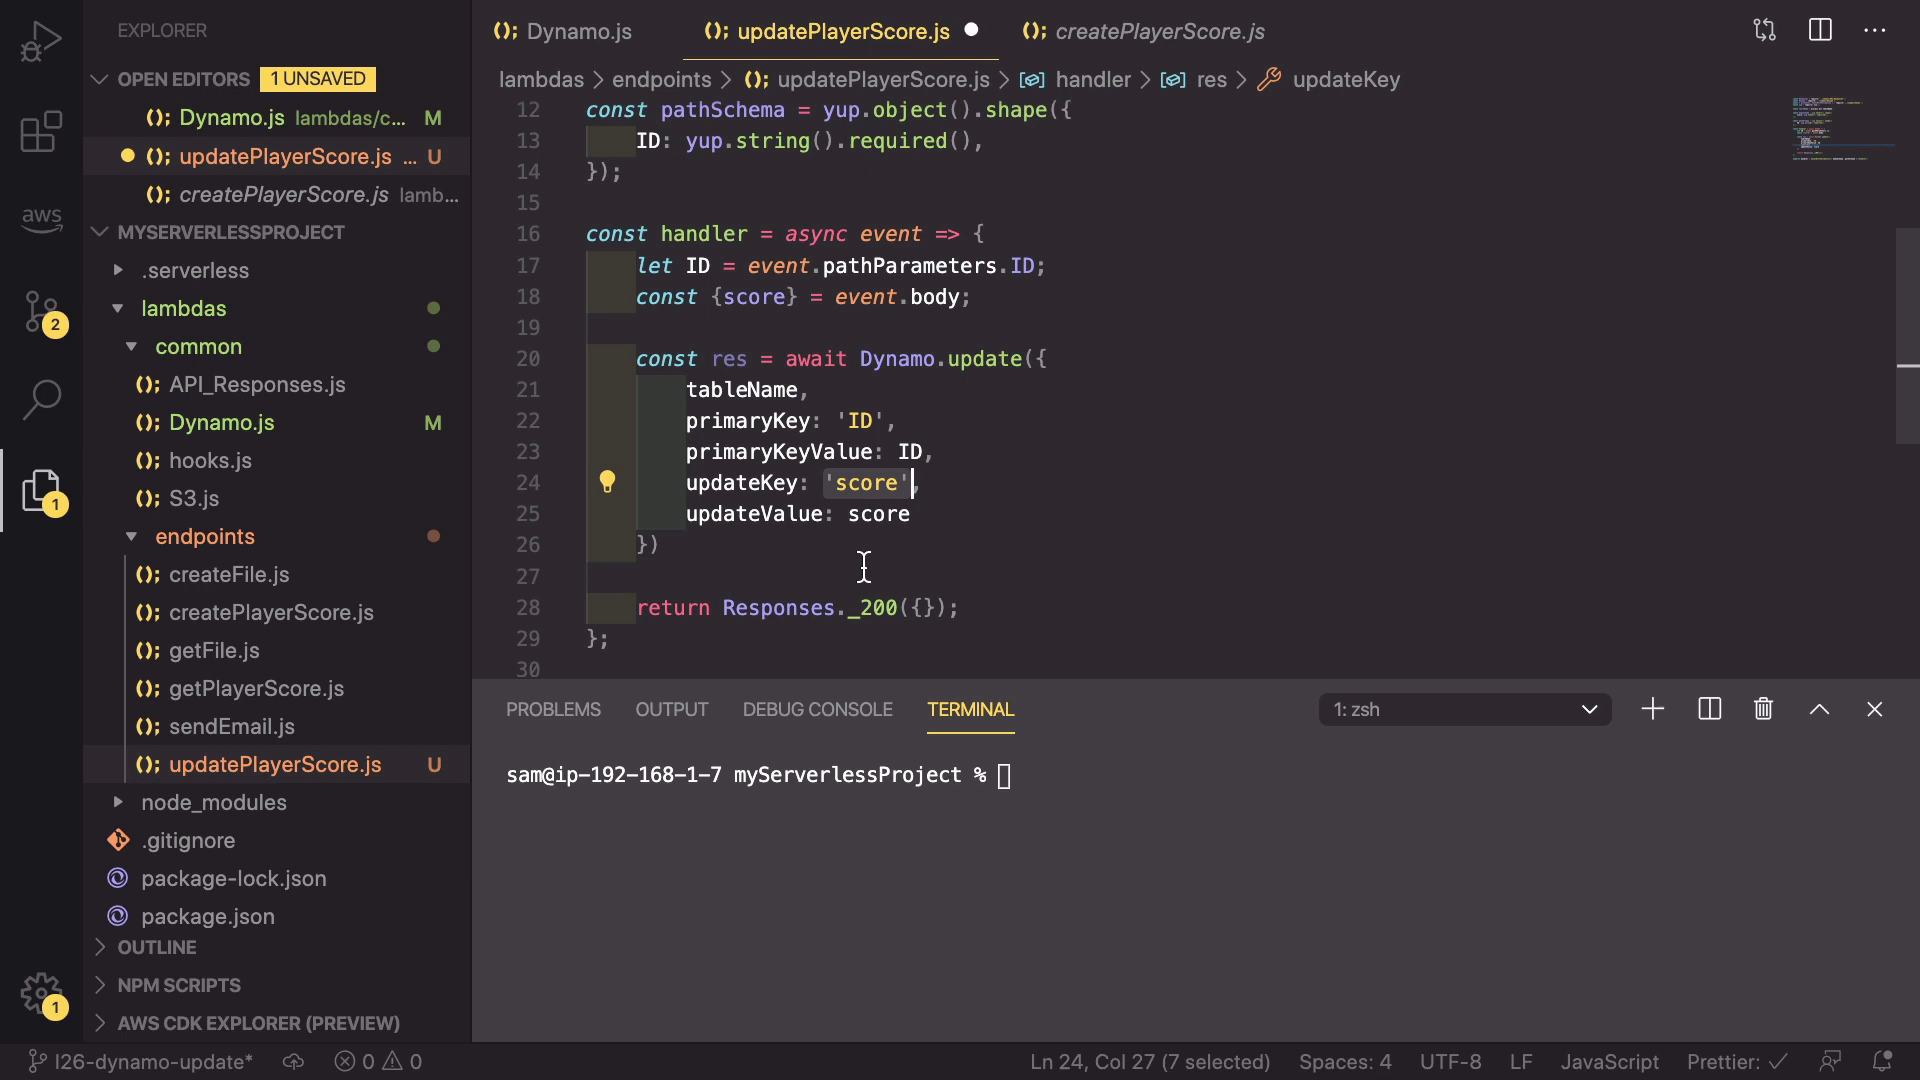 EXPLORER
OPEN EDITORS 1 UNSAVED
(); Dynamo.js lambdas/c... M
(); updatePlayerScore.js ... U
(); createPlayerScore.js lamb...
MYSERVERLESSPROJECT
.serverless
lambdas
common
(); API_Responses.js
(); Dynamo.js M
(); hooks.js
(); S3.js
endpoints
(); createFile.js
(); createPlayerScore.js
(); getFile.js
(); getPlayerScore.js
(); sendEmail.js
(); updatePlayerScore.js U
node_modules
.gitignore
package-lock.json
package.json
OUTLINE
NPM SCRIPTS
AWS CDK EXPLORER (PREVIEW)
aws
2
1
1
(); Dynamo.js
(); updatePlayerScore.js
(); createPlayerScore.js
lambdas > endpoints > (); updatePlayerScore.js > handler > res > updateKey
12 const pathSchema = yup.object().shape({
13 ID: yup.string().required(),
14 });
15
16 const handler = async event => {
17 let ID = event.pathParameters.ID;
18 const {score} = event.body;
19
20 const res = await Dynamo.update({
21 tableName,
22 primaryKey: 'ID',
23 primaryKeyValue: ID,
24 updateKey: 'score',
25 updateValue: score
26 })
27
28 return Responses._200({});
29 };
30
PROBLEMS OUTPUT DEBUG CONSOLE TERMINAL 1: zsh
sam@ip-192-168-1-7 myServerlessProject %
l26-dynamo-update* 0 0 Ln 24, Col 27 (7 selected) Spaces: 4 UTF-8 LF JavaScript Prettier: ✓